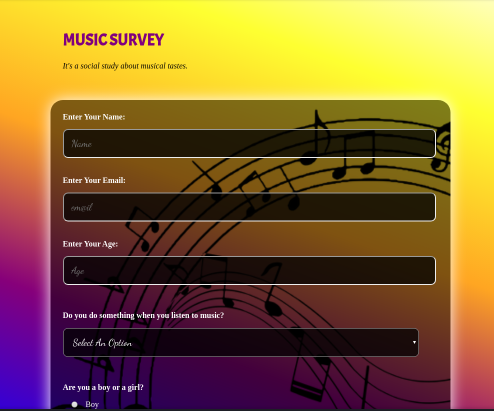 MUSIC SURVEY
It's a social study about musical tastes.
Enter Your Name:
Name
Enter Your Email:
email
Enter Your Age:
Age
Do you do something when you listen to music?
Select An Option
Are you a boy or a girl?
Boy